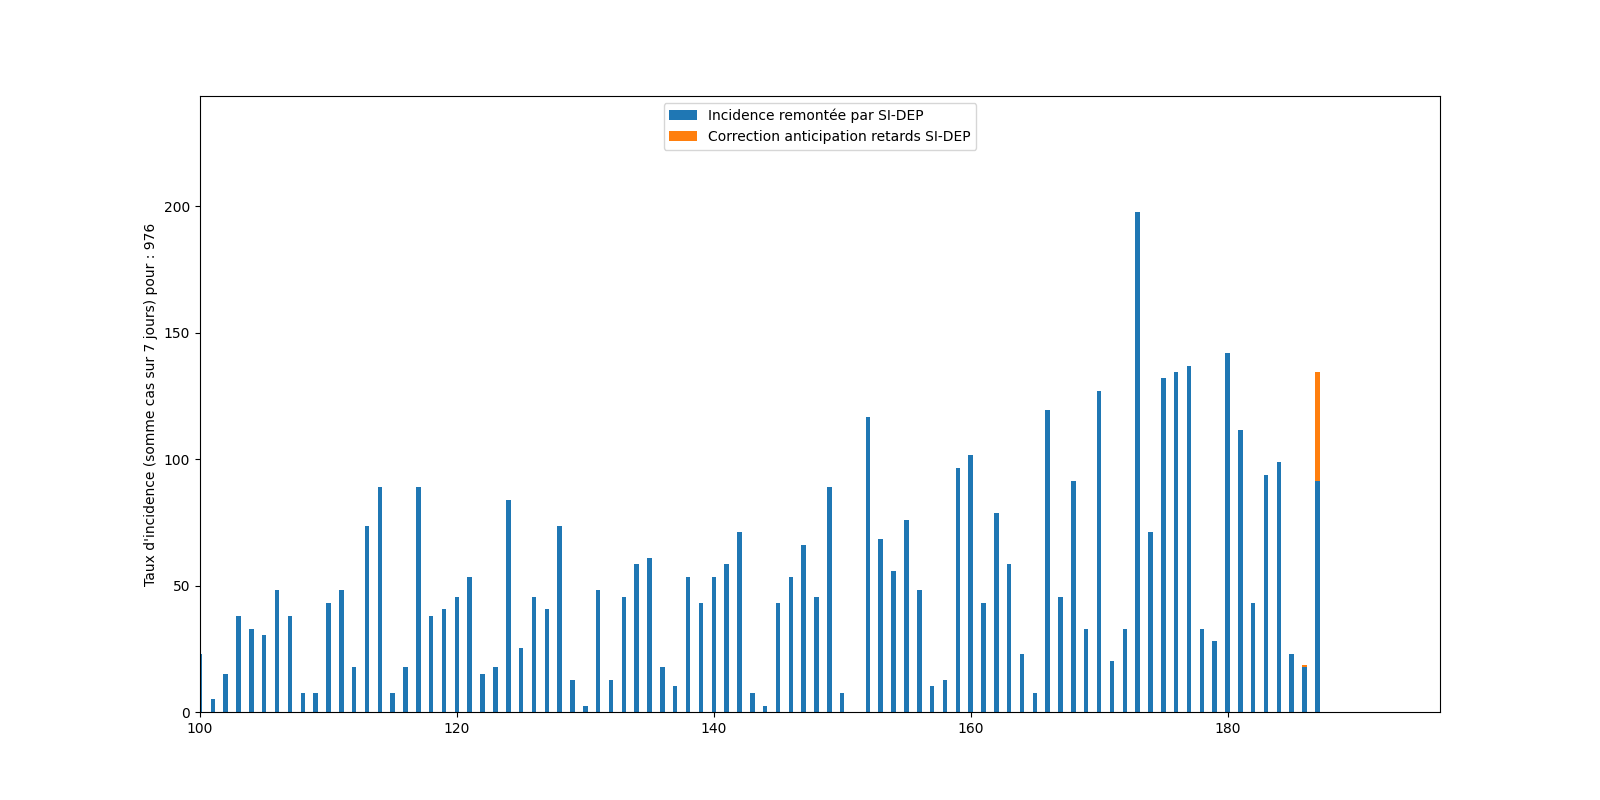 Incidence remontée par SI-DEP
Correction anticipation retards SI-DEP
Taux d'incidence (somme cas sur 7 jours) pour : 976
200
150
100
50
0
100 120 140 160 180